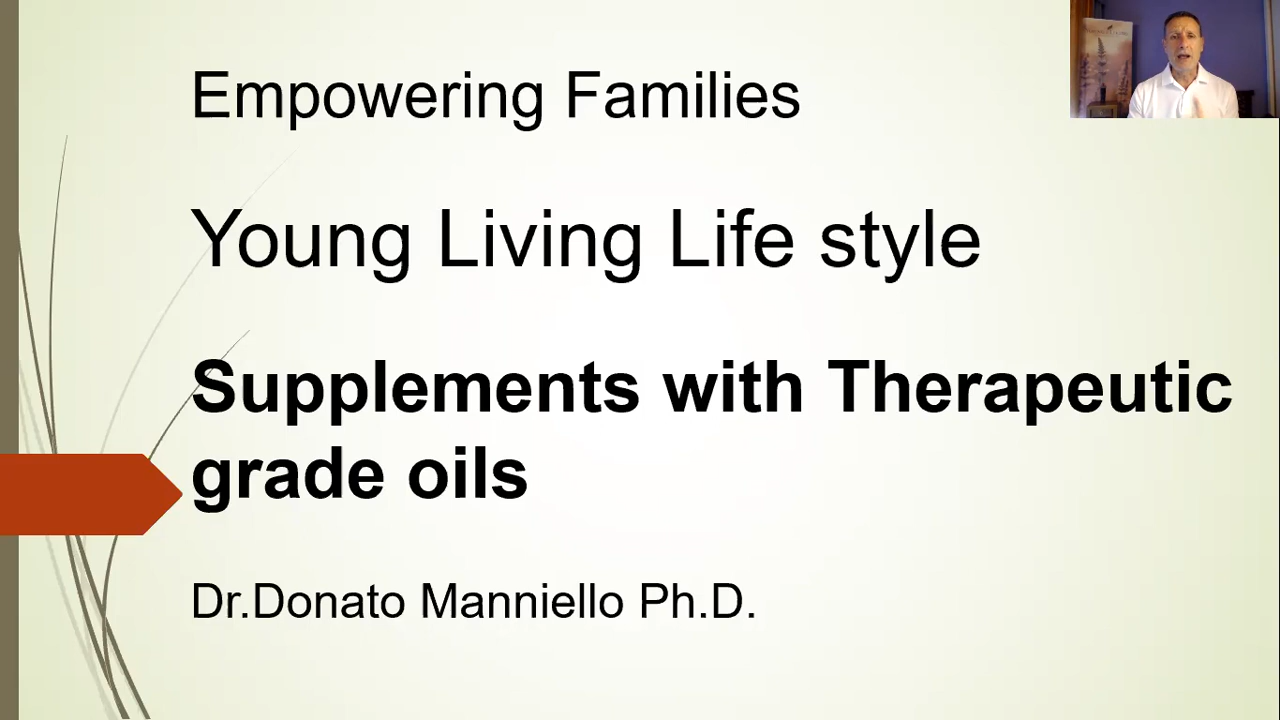 Empowering Families
Young Living Life style
Supplements with Therapeutic
grade oils
Dr.Donato Manniello Ph.D.